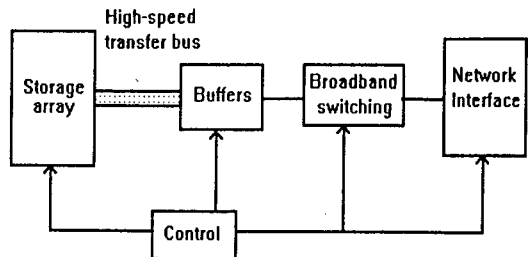 High-speed
transfer bus
Storage
array
Buffers
Broadband
switching
Network
Interface
Control